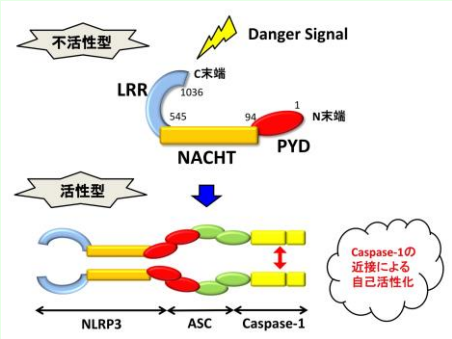 不活性型
Danger Signal
LRR
C末端
1036
545
94
1
N末端
NACHT
PYD
活性型
Caspase-1の
近接による
自己活性化
NLRP3
ASC
Caspase-1